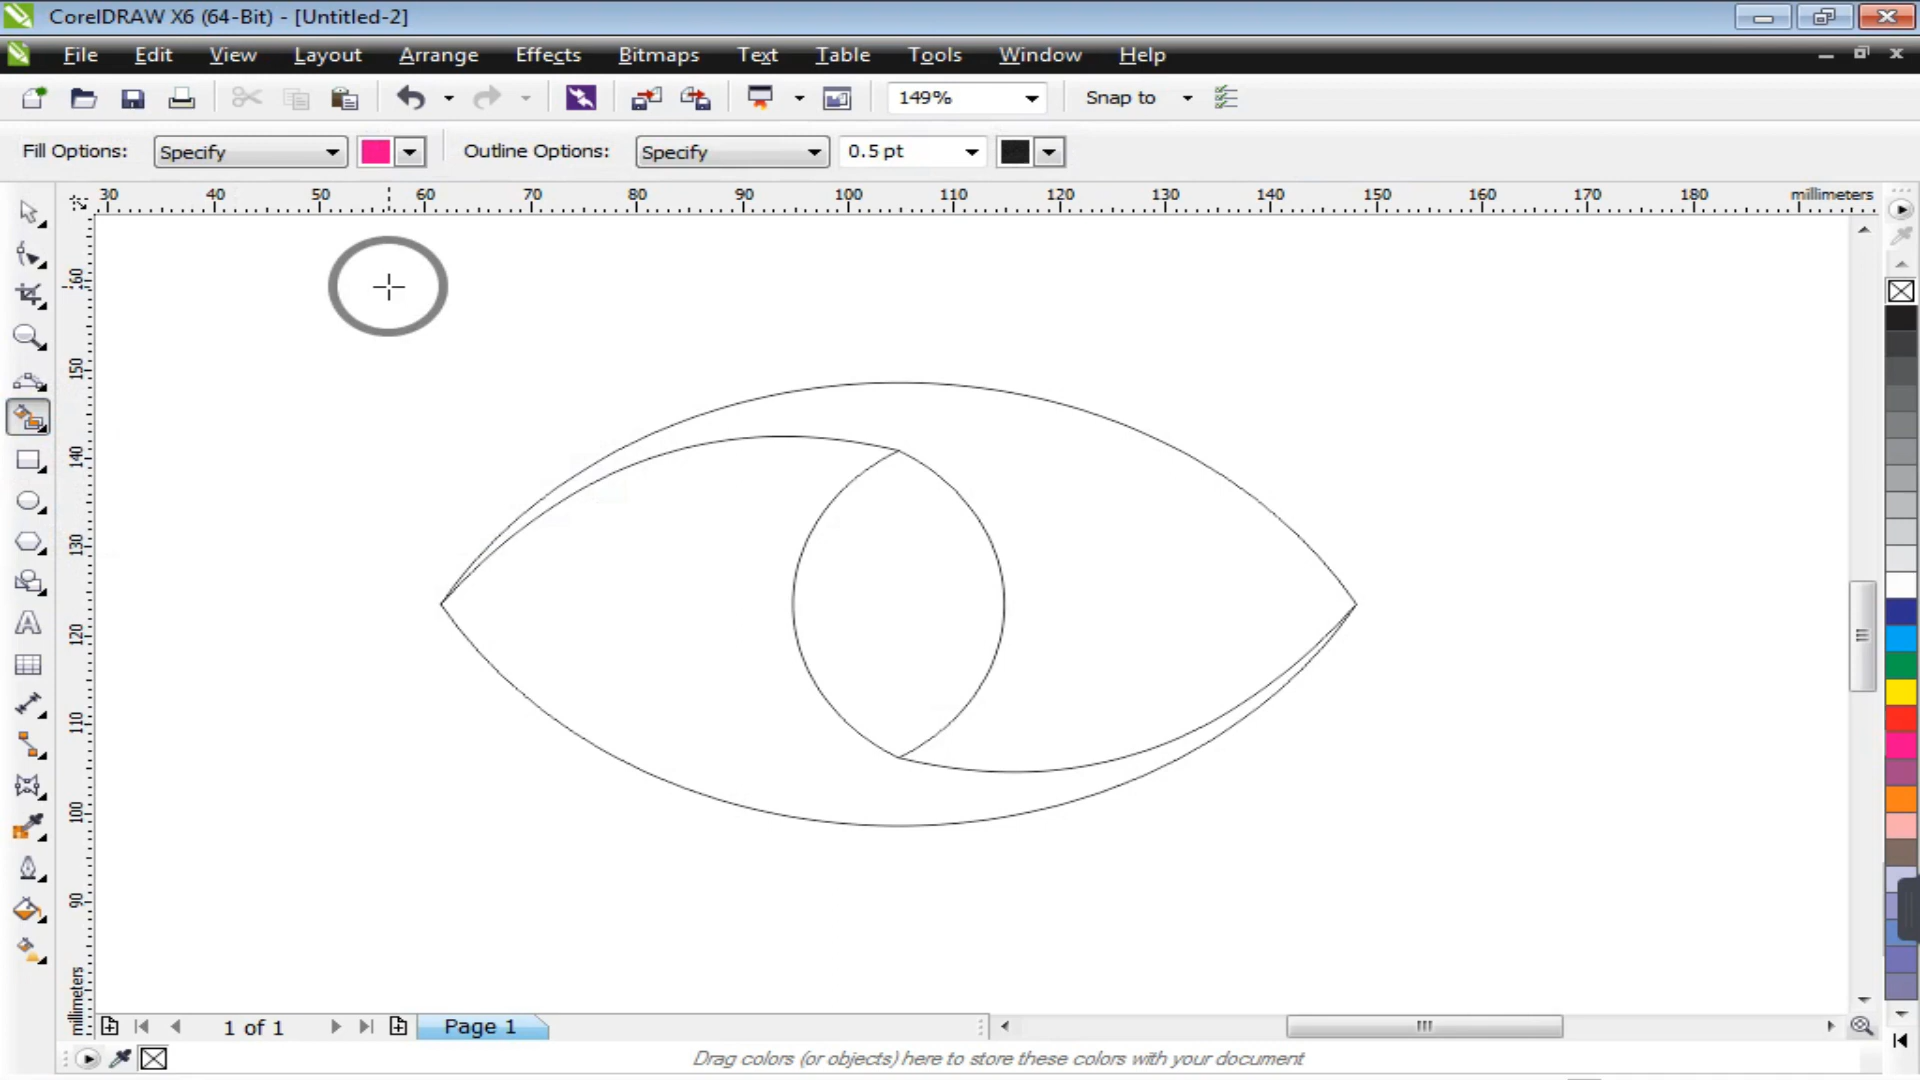 CorelDRAW X6 (64-Bit) - [Untitled-2]
File Edit View Layout Arrange Effects Bitmaps Text Table Tools Window Help
149% Snap to
Fill Options: Specify Outline Options: Specify 0.5 pt
30 40 50 60 70 80 90 100 110 120 130 140 150 160 170 180 millimeters
160
150
140
130
120
110
100
90
millimeters
A
1 of 1 Page 1
Drag colors (or objects) here to store these colors with your document